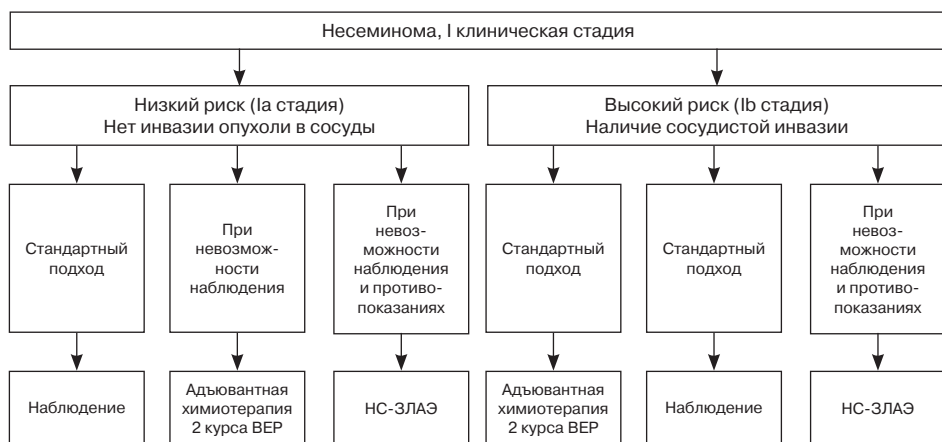 Несеминома, I клиническая стадия
Низкий риск (Ia стадия)
Нет инвазии опухоли в сосуды
Высокий риск (Ib стадия)
Наличие сосудистой инвазии
Стандартный
подход
При
невозмож-
ности
наблюдения
При
невоз-
можности
наблюдения
и противо-
показаниях
Стандартный
подход
Стандартный
подход
При
невоз-
можности
наблюдения
и противо-
показаниях
Наблюдение
Адъювантная
химиотерапия
2 курса ВЕР
НС-ЗЛАЭ
Адъювантная
химиотерапия
2 курса ВЕР
Наблюдение
НС-ЗЛАЭ